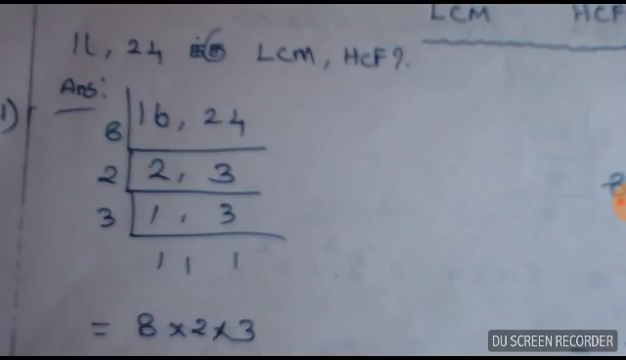 LCM HCF
16, 24 க்கு LCM, HCF?.
Ans:
1)
8 16, 24
2 2, 3
3 1, 3
1, 1
= 8 × 2 × 3
DU SCREEN RECORDER